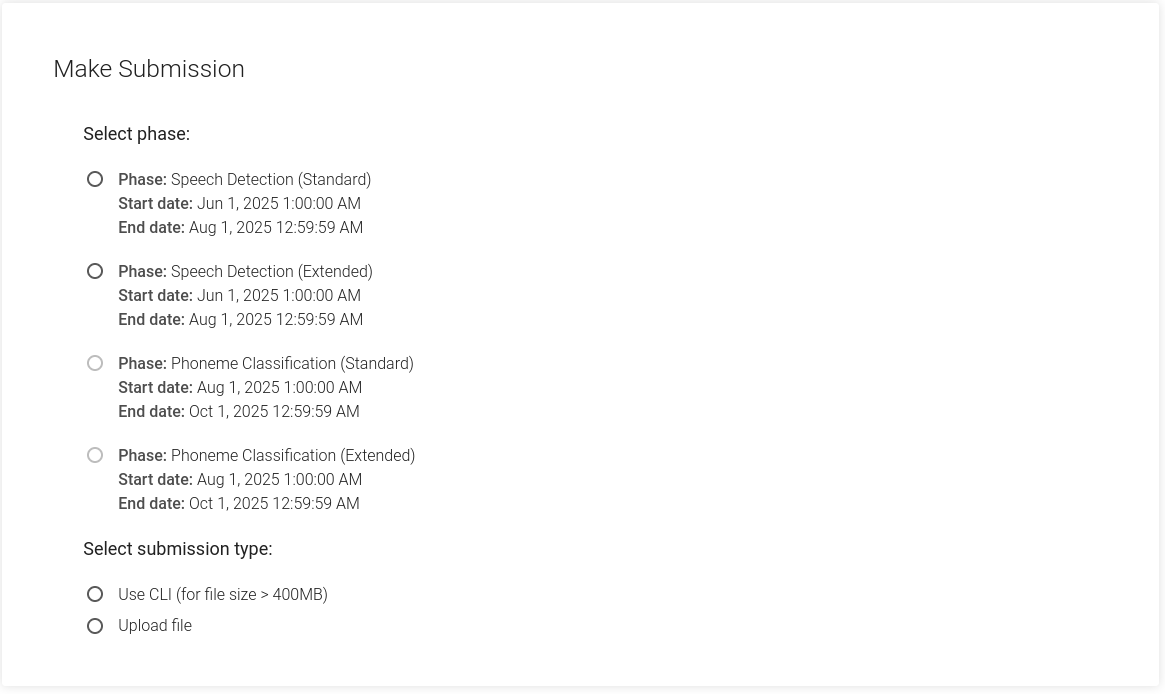 Make Submission
Select phase:
Phase: Speech Detection (Standard)
Start date: Jun 1, 2025 1:00:00 AM
End date: Aug 1, 2025 12:59:59 AM
Phase: Speech Detection (Extended)
Start date: Jun 1, 2025 1:00:00 AM
End date: Aug 1, 2025 12:59:59 AM
Phase: Phoneme Classification (Standard)
Start date: Aug 1, 2025 1:00:00 AM
End date: Oct 1, 2025 12:59:59 AM
Phase: Phoneme Classification (Extended)
Start date: Aug 1, 2025 1:00:00 AM
End date: Oct 1, 2025 12:59:59 AM
Select submission type:
Use CLI (for file size > 400MB)
Upload file